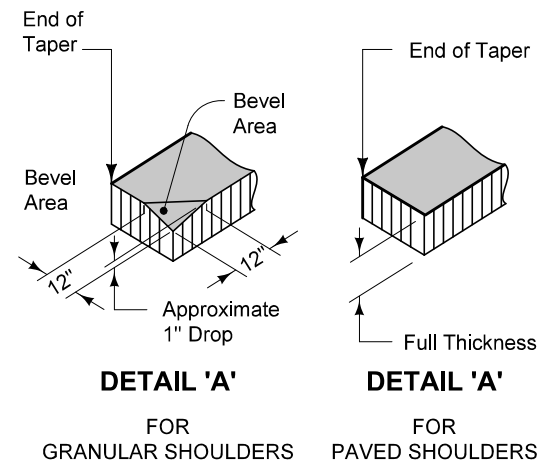 End of
Taper
Bevel
Area
Bevel
Area
12"
12"
Approximate
1" Drop
DETAIL 'A'
FOR
GRANULAR SHOULDERS
End of Taper
Full Thickness
DETAIL 'A'
FOR
PAVED SHOULDERS